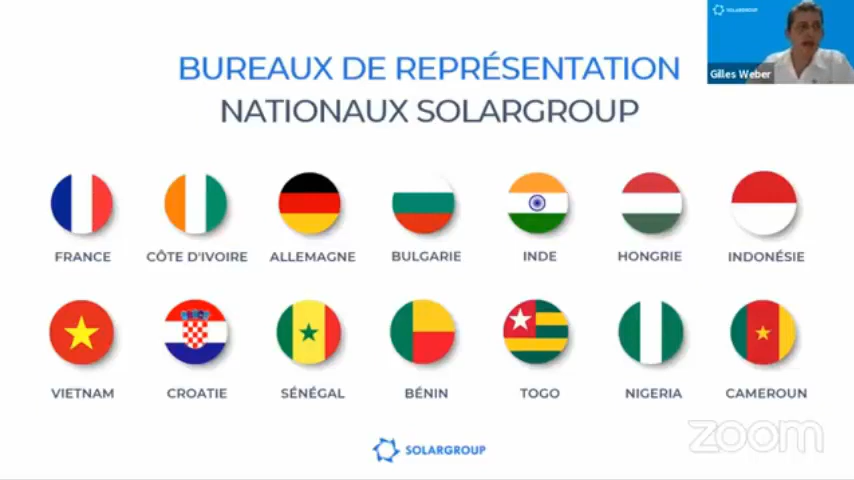 SOLARGROUP
Gilles Weber
BUREAUX DE REPRÉSENTATION
NATIONAUX SOLARGROUP
FRANCE
CÔTE D'IVOIRE
ALLEMAGNE
BULGARIE
INDE
HONGRIE
INDONÉSIE
VIETNAM
CROATIE
SÉNÉGAL
BÉNIN
TOGO
NIGERIA
CAMEROUN
zoom
SOLARGROUP